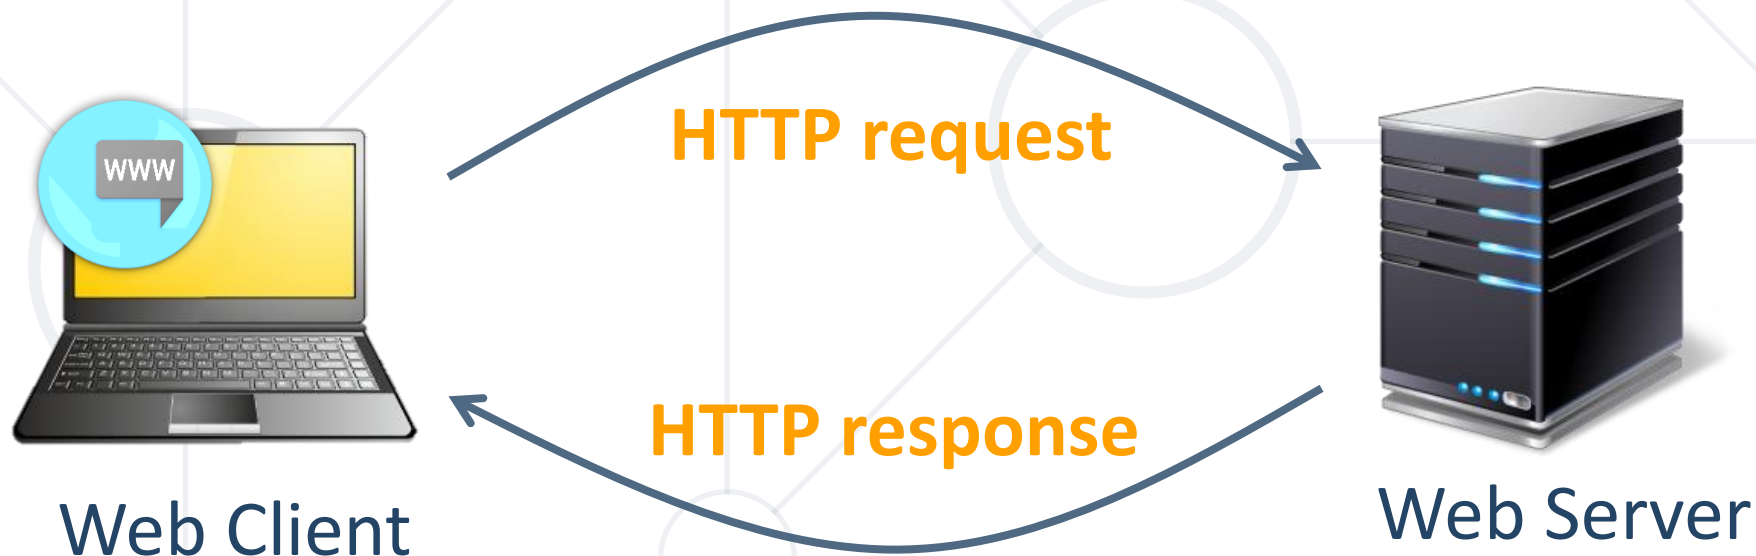 WWW
HTTP request
HTTP response
Web Client
Web Server